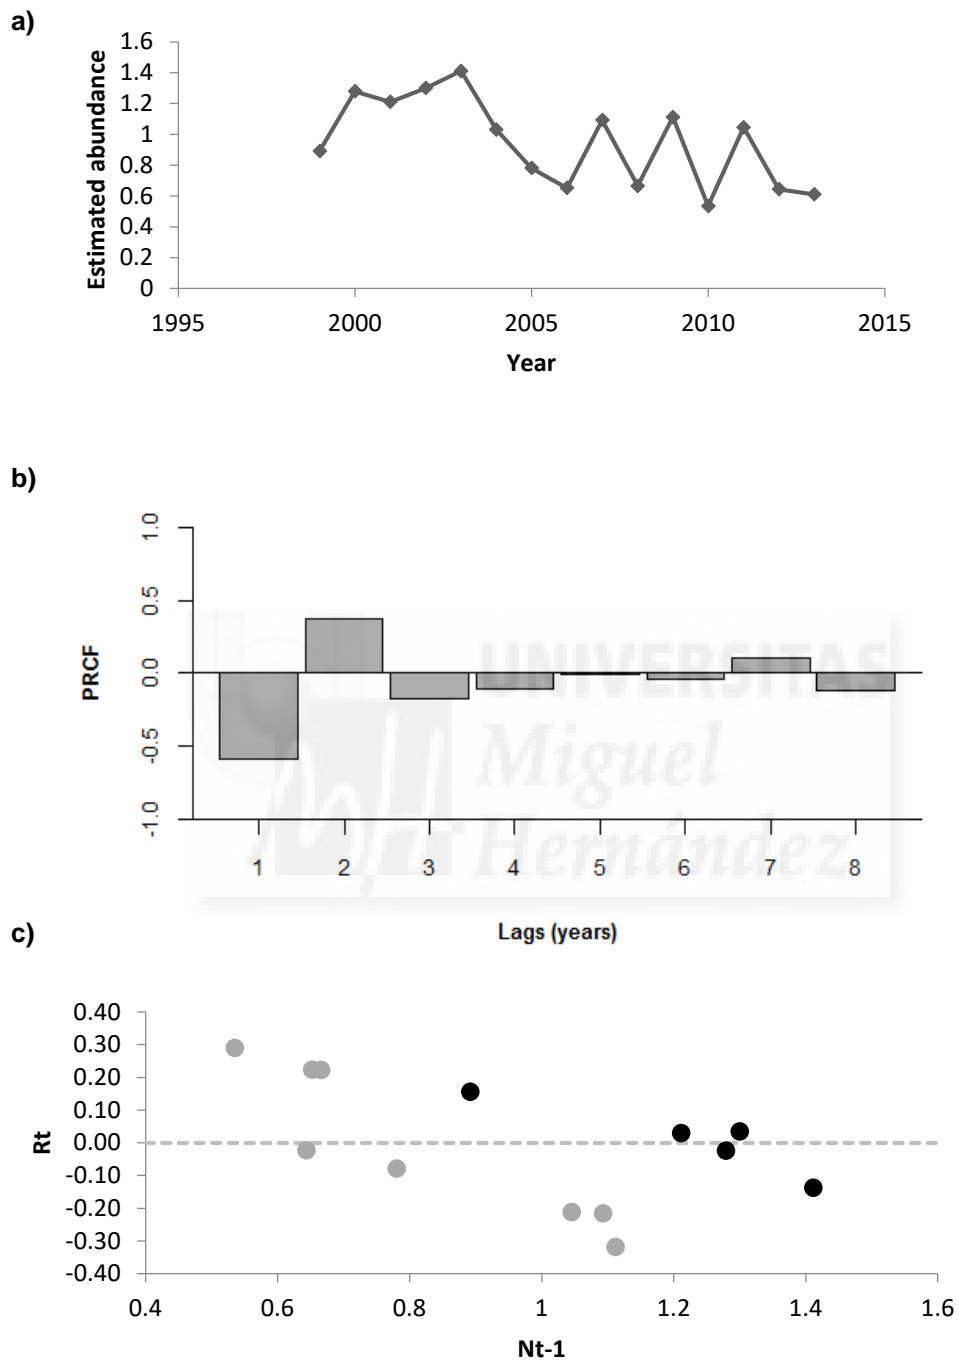 a)
1.6
1.4
1.2
1
0.8
0.6
0.4
0.2
0
Estimated abundance
1995 2000 2005 2010 2015
Year
b)
1.0
0.5
0.0
-0.5
-1.0
PRCF
UNIVERSITAS
Miguel
Hernández
1 2 3 4 5 6 7 8
Lags (years)
c)
0.40
0.30
0.20
0.10
0.00
-0.10
-0.20
-0.30
-0.40
Rt
0.4 0.6 0.8 1 1.2 1.4 1.6
Nt-1